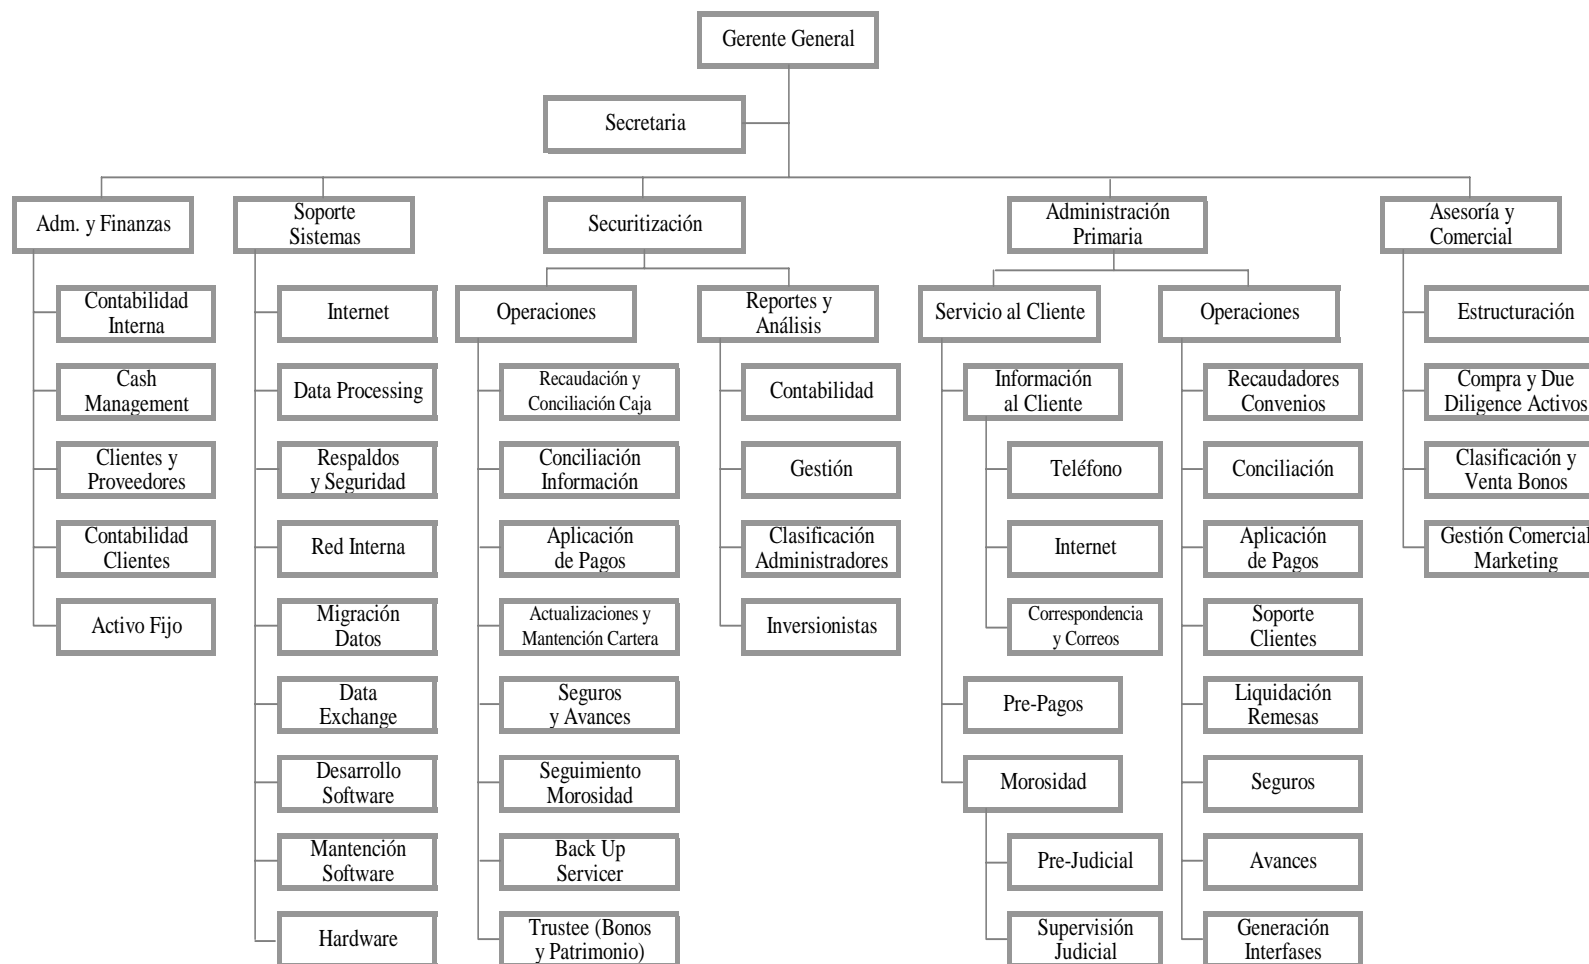 Gerente General
Secretaria
Adm. y Finanzas
Soporte
Sistemas
Securitización
Administración
Primaria
Asesoría y
Comercial
Contabilidad
Interna
Cash
Management
Clientes y
Proveedores
Contabilidad
Clientes
Activo Fijo
Internet
Data Processing
Respaldos
y Seguridad
Red Interna
Migración
Datos
Data
Exchange
Desarrollo
Software
Mantención
Software
Hardware
Operaciones
Recaudación y
Conciliación Caja
Conciliación
Información
Aplicación
de Pagos
Actualizaciones y
Mantención Cartera
Seguros
y Avances
Seguimiento
Morosidad
Back Up
Servicer
Trustee (Bonos
y Patrimonio)
Reportes y
Análisis
Contabilidad
Gestión
Clasificación
Administradores
Inversionistas
Servicio al Cliente
Información
al Cliente
Teléfono
Internet
Correspondencia
y Correos
Pre-Pagos
Morosidad
Pre-Judicial
Supervisión
Judicial
Operaciones
Recaudadores
Convenios
Conciliación
Aplicación
de Pagos
Soporte
Clientes
Liquidación
Remesas
Seguros
Avances
Generación
Interfases
Estructuración
Compra y Due
Diligence Activos
Clasificación y
Venta Bonos
Gestión Comercial
Marketing